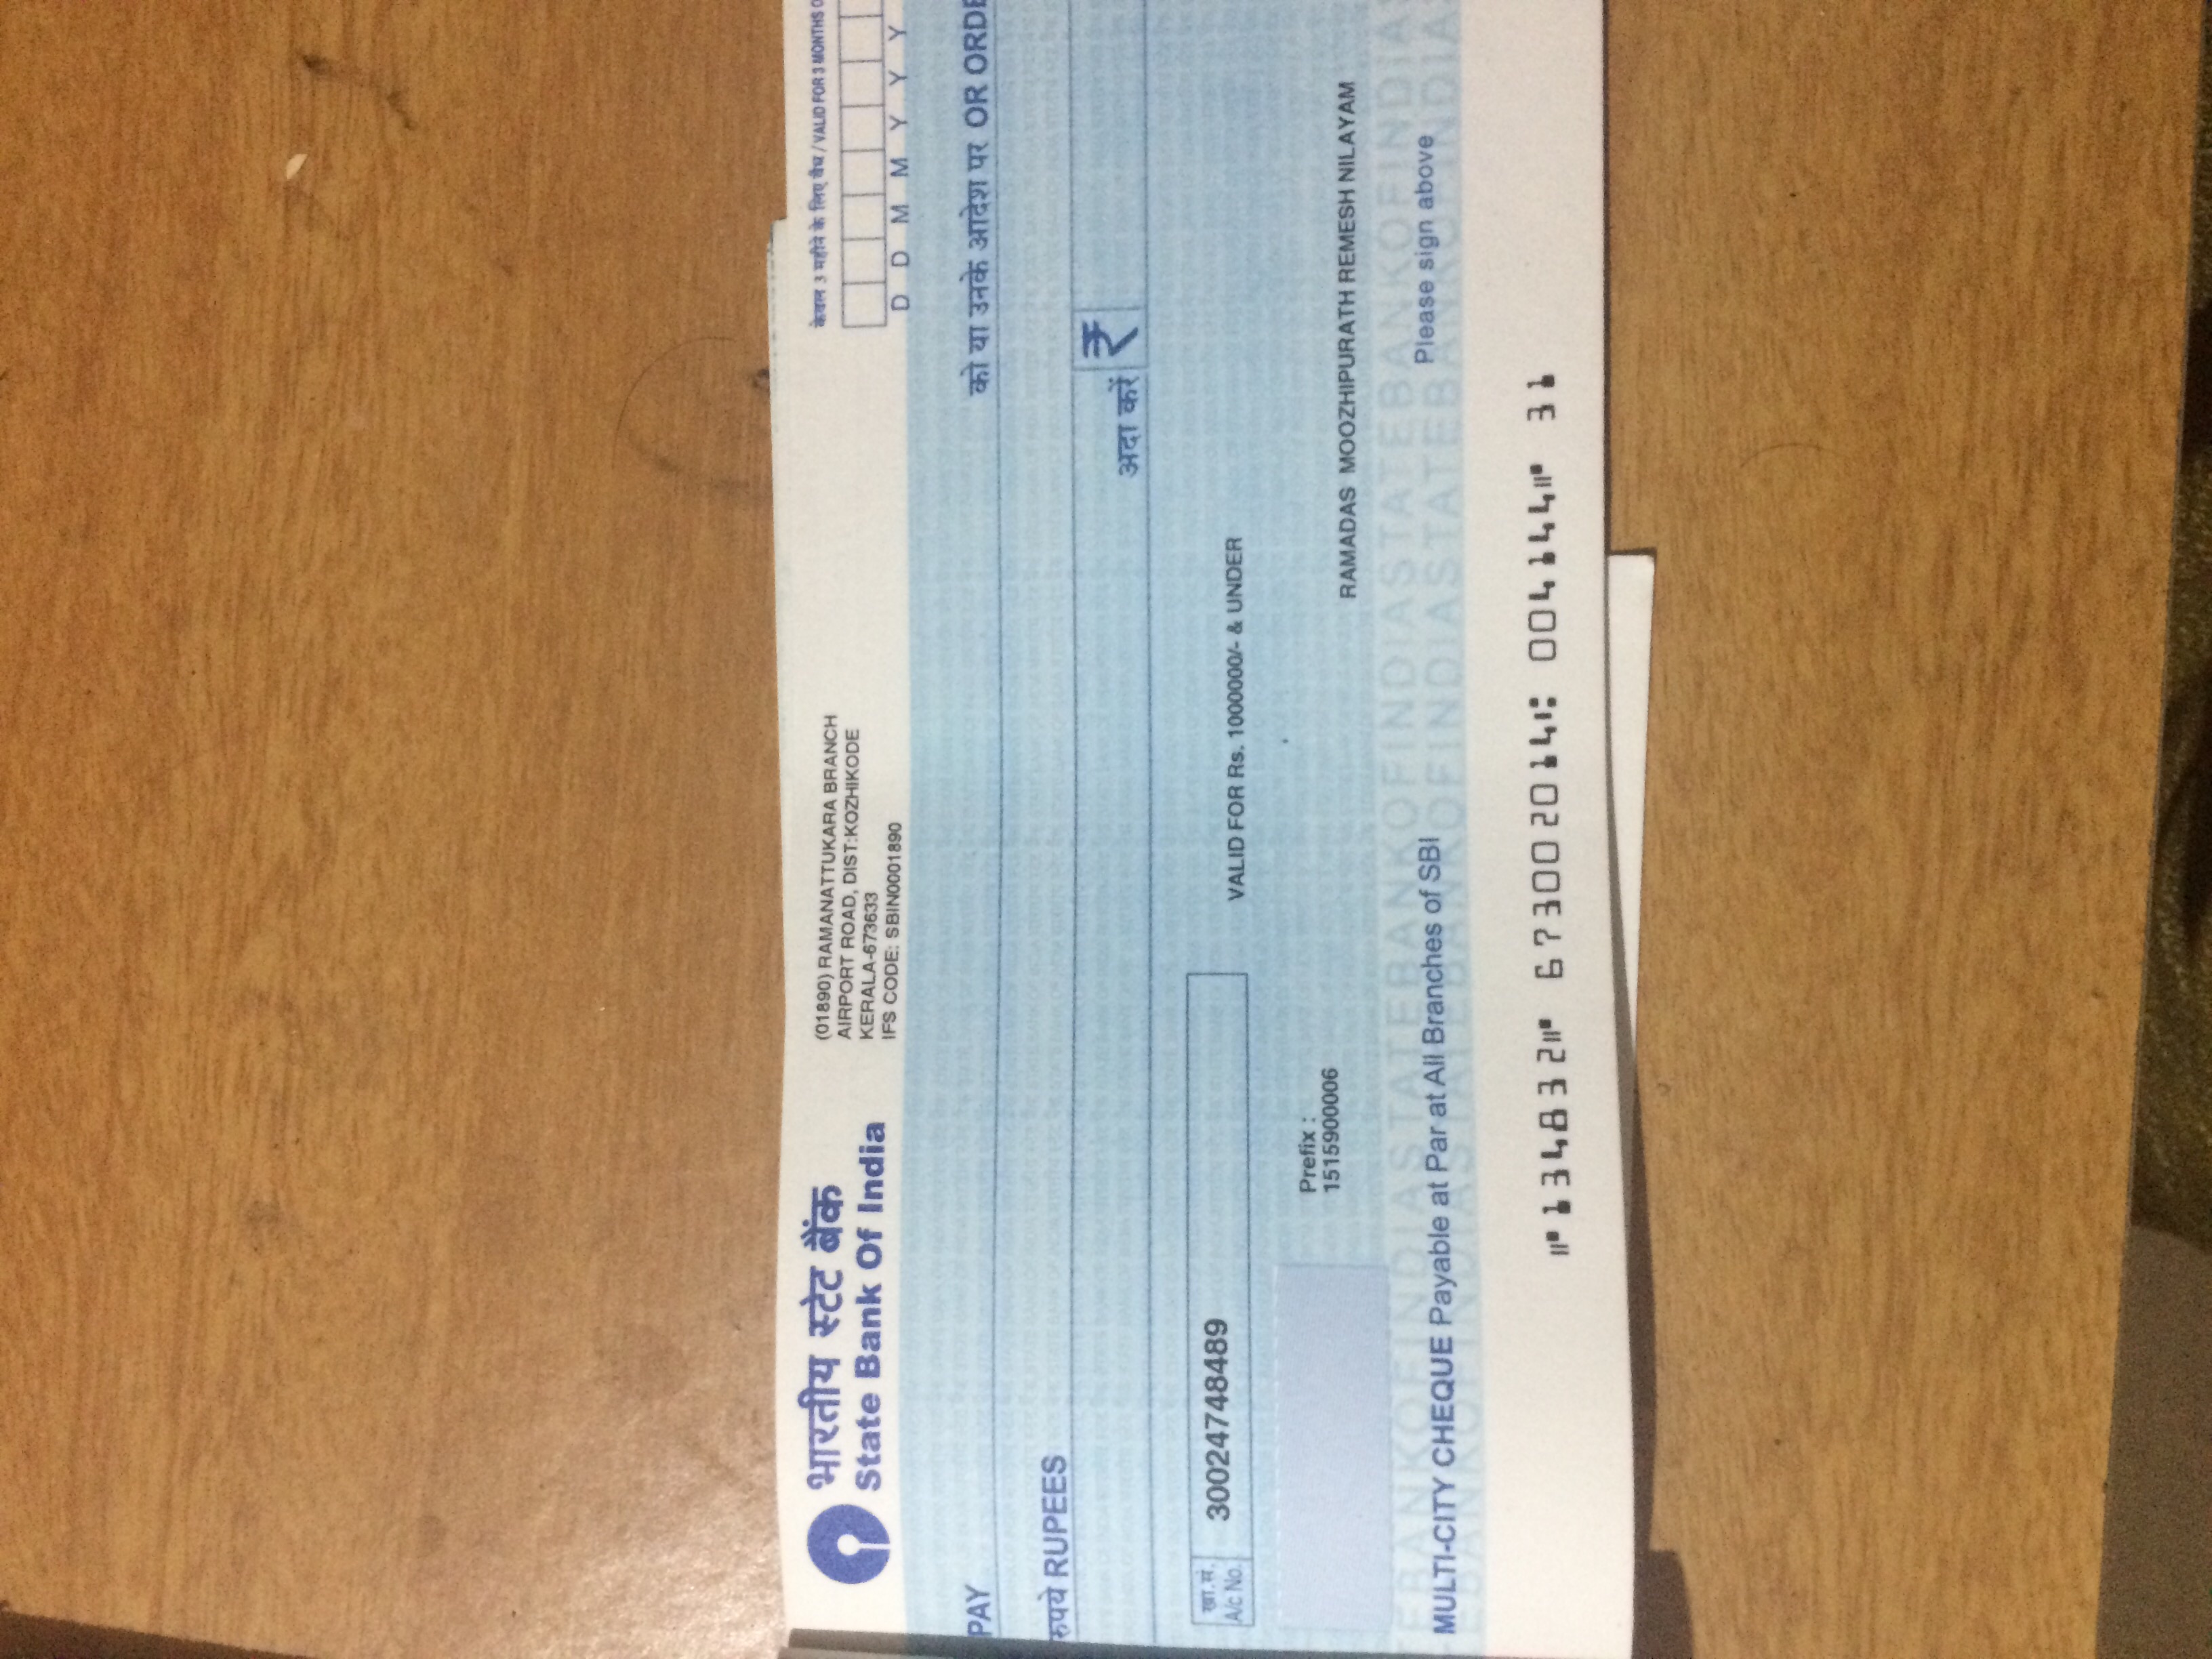 भारतीय स्टेट बैंक
State Bank Of India
(01890) RAMANATTUKARA BRANCH
AIRPORT ROAD, DIST:KOZHIKODE
KERALA-673633
IFS CODE: SBIN0001890
केवल 3 महीने के लिए वैध / VALID FOR 3 MONTHS O
D D M M Y Y Y
PAY
को या उनके आदेश पर OR ORDE
रुपये RUPEES
अदा करें ₹
खा.सं.
A/c No.
30024748489
VALID FOR Rs. 1000000/- & UNDER
Prefix :
1515900006
RAMADAS MOOZHIPURATH REMESH NILAYAM
EBANKOFINDIASTATEBANKOFINDIASTATEBANKOFINDIA
MULTI-CITY CHEQUE Payable at Par at All Branches of SBI
Please sign above
⑈134832⑈ 673002014⑆ 004144⑈ 31